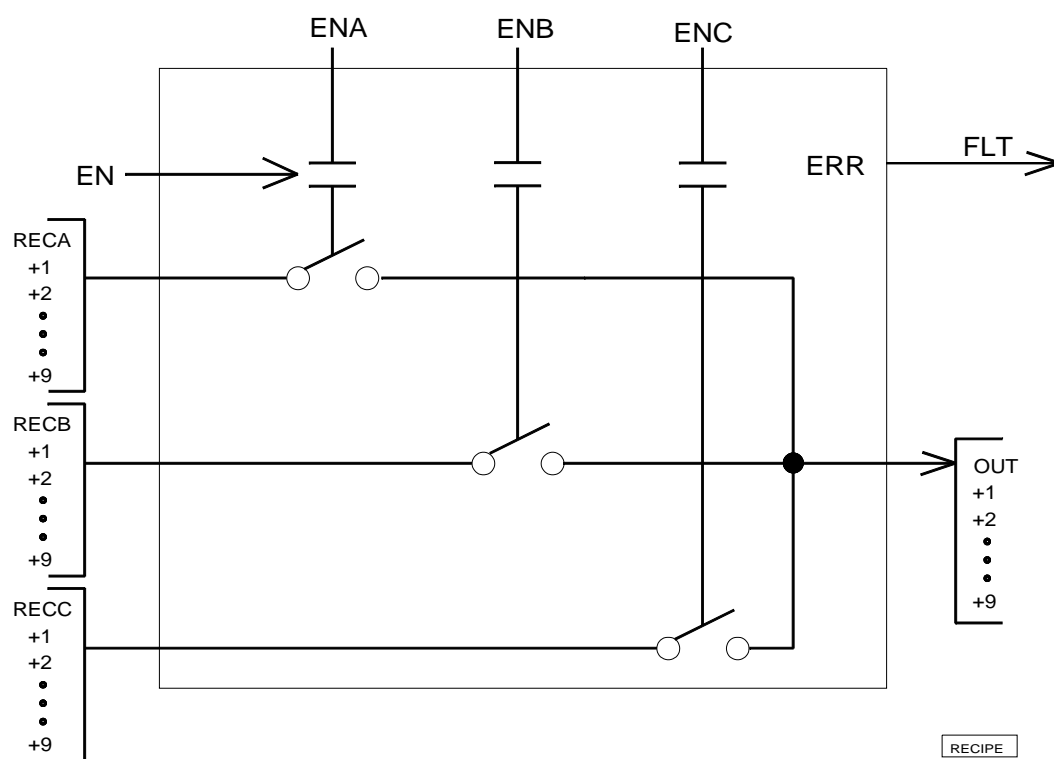 ENA
ENB
ENC
EN
ERR
FLT
RECA
+1
+2
+9
RECB
+1
+2
+9
RECC
+1
+2
+9
OUT
+1
+2
+9
RECIPE